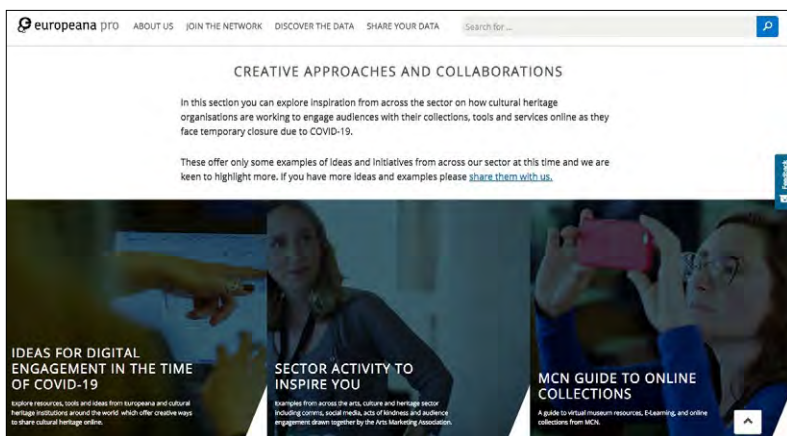 europeana pro ABOUT US JOIN THE NETWORK DISCOVER THE DATA SHARE YOUR DATA Search for ...
CREATIVE APPROACHES AND COLLABORATIONS
In this section you can explore inspiration from across the sector on how cultural heritage
organisations are working to engage audiences with their collections, tools and services online as they
face temporary closure due to COVID-19.
These offer only some examples of ideas and initiatives from across our sector at this time and we are
keen to highlight more. If you have more ideas and examples please share them with us.
Feedback
IDEAS FOR DIGITAL
ENGAGEMENT IN THE TIME
OF COVID-19
Explore resources, tools and ideas from Europeana and cultural
heritage institutions around the world which offer creative ways
to share cultural heritage online.
SECTOR ACTIVITY TO
INSPIRE YOU
Examples from across the arts, culture and heritage sector
including comms, social media, acts of kindness and audience
engagement drawn together by the Arts Marketing Association.
MCN GUIDE TO ONLINE
COLLECTIONS
A guide to virtual museum resources, E-Learning, and online
collections from MCN.